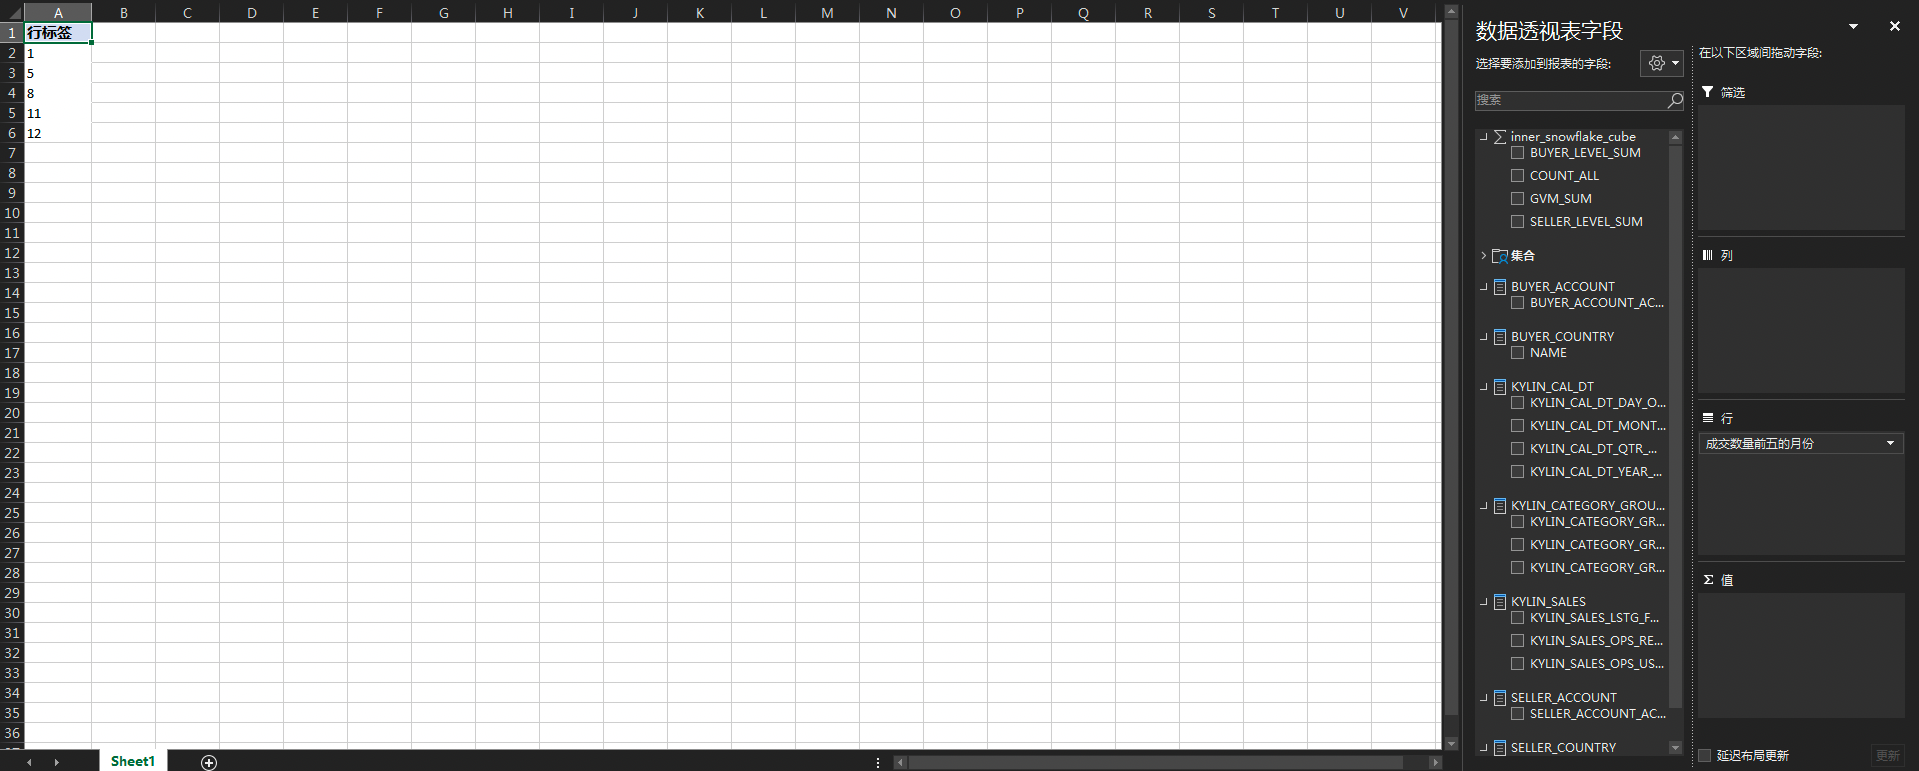 A B C D E F G H I J K L M N O P Q R S T U V
1 行标签
2 1
3 5
4 8
5 11
6 12
7
8
9
10
11
12
13
14
15
16
17
18
19
20
21
22
23
24
25
26
27
28
29
30
31
32
33
34
35
36
Sheet1
数据透视表字段
选择要添加到报表的字段:
搜索
inner_snowflake_cube
BUYER_LEVEL_SUM
COUNT_ALL
GVM_SUM
SELLER_LEVEL_SUM
集合
BUYER_ACCOUNT
BUYER_ACCOUNT_AC...
BUYER_COUNTRY
NAME
KYLIN_CAL_DT
KYLIN_CAL_DT_DAY_O...
KYLIN_CAL_DT_MONT...
KYLIN_CAL_DT_QTR_...
KYLIN_CAL_DT_YEAR_...
KYLIN_CATEGORY_GROU...
KYLIN_CATEGORY_GR...
KYLIN_CATEGORY_GR...
KYLIN_CATEGORY_GR...
KYLIN_SALES
KYLIN_SALES_LSTG_F...
KYLIN_SALES_OPS_RE...
KYLIN_SALES_OPS_US...
SELLER_ACCOUNT
SELLER_ACCOUNT_AC...
SELLER_COUNTRY
在以下区域间拖动字段:
筛选
列
行
成交数量前五的月份
Σ 值
延迟布局更新
更新